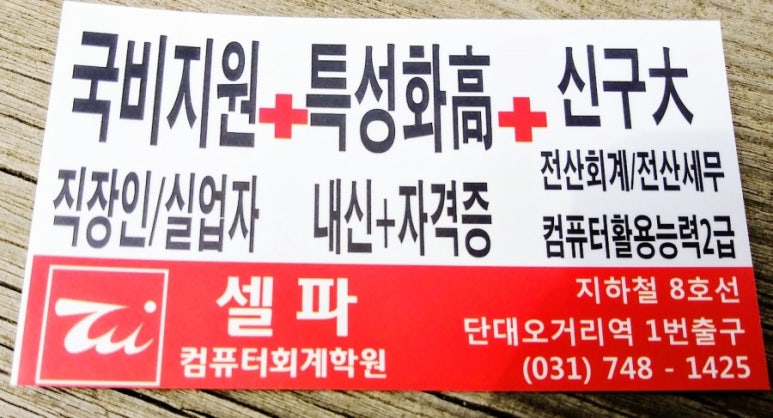 국비지원+특성화高+신구大
직장인/실업자 내신+자격증 전산회계/전산세무
컴퓨터활용능력2급
셀파
컴퓨터회계학원
지하철 8호선
단대오거리역 1번출구
(031) 748 - 1425